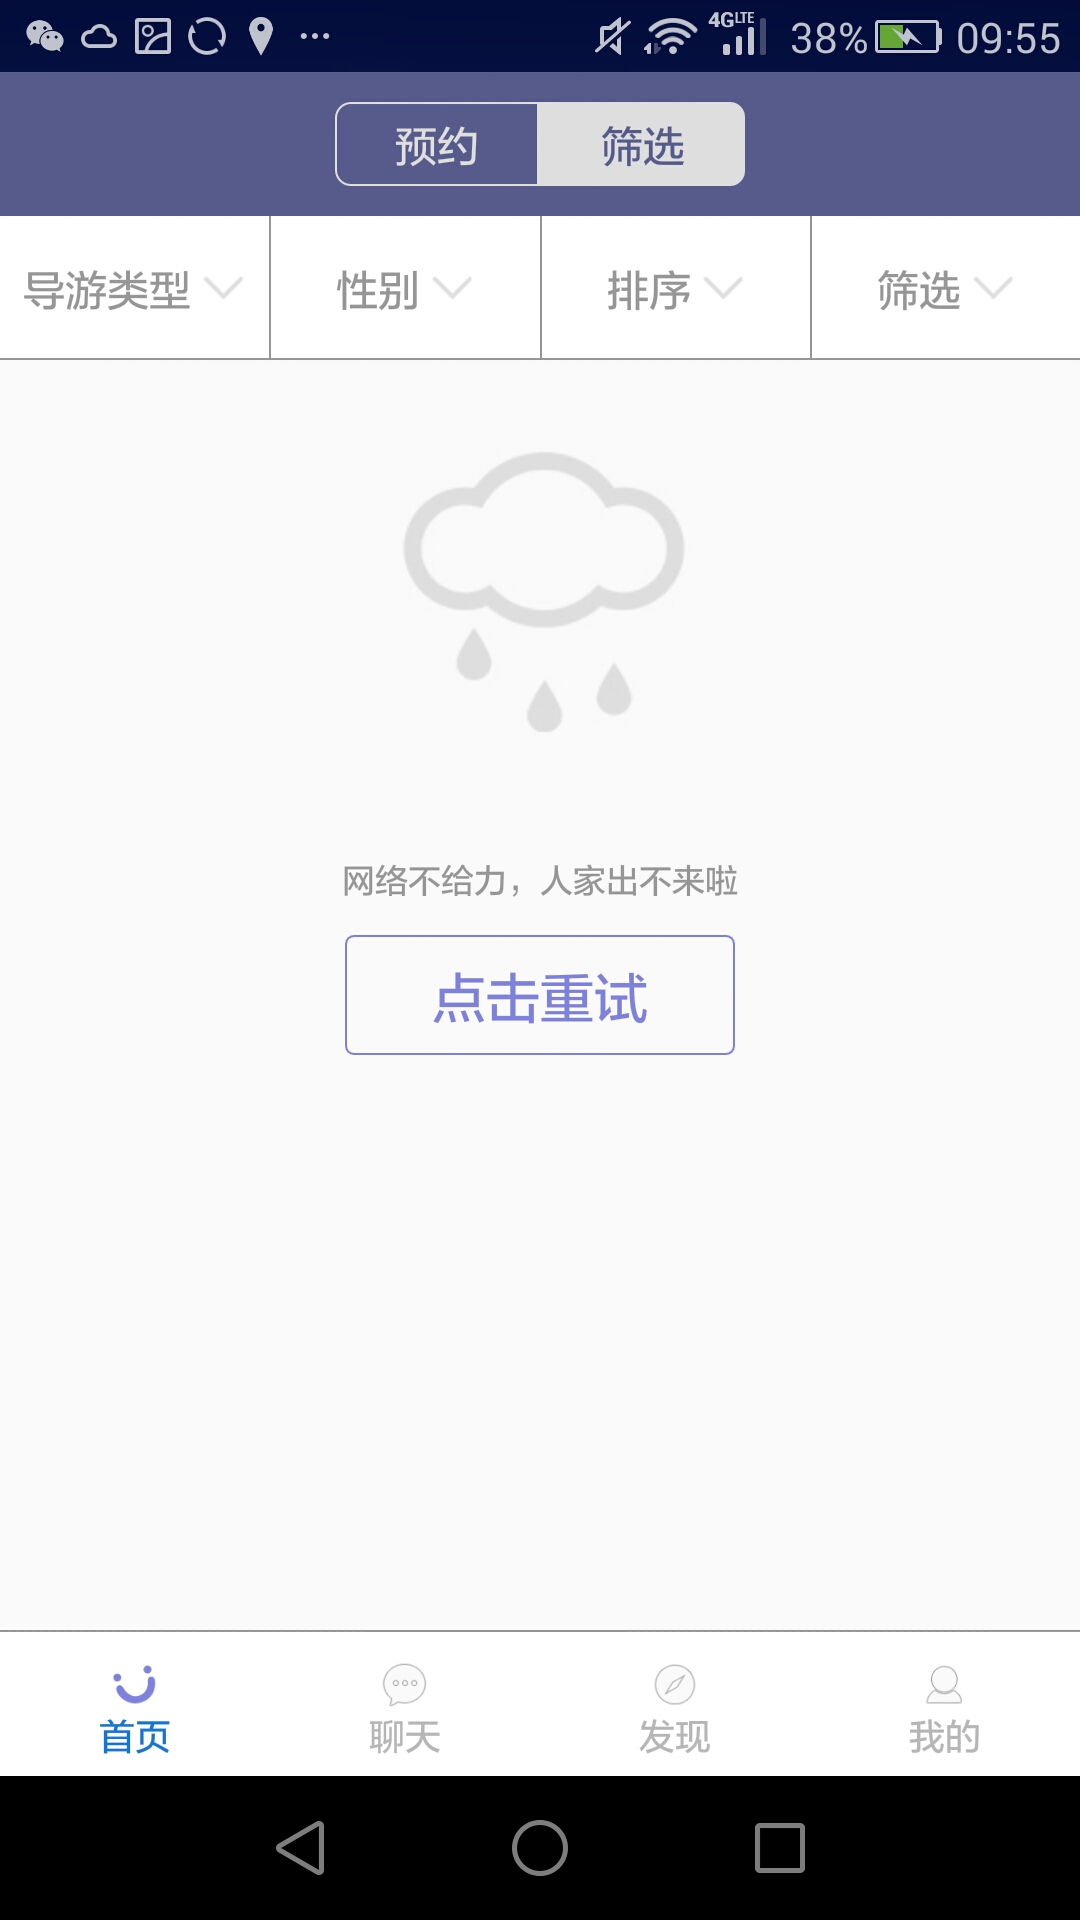 4G LTE 38% 09:55
预约 筛选
导游类型 性别 排序 筛选
网络不给力，人家出不来啦
点击重试
首页 聊天 发现 我的